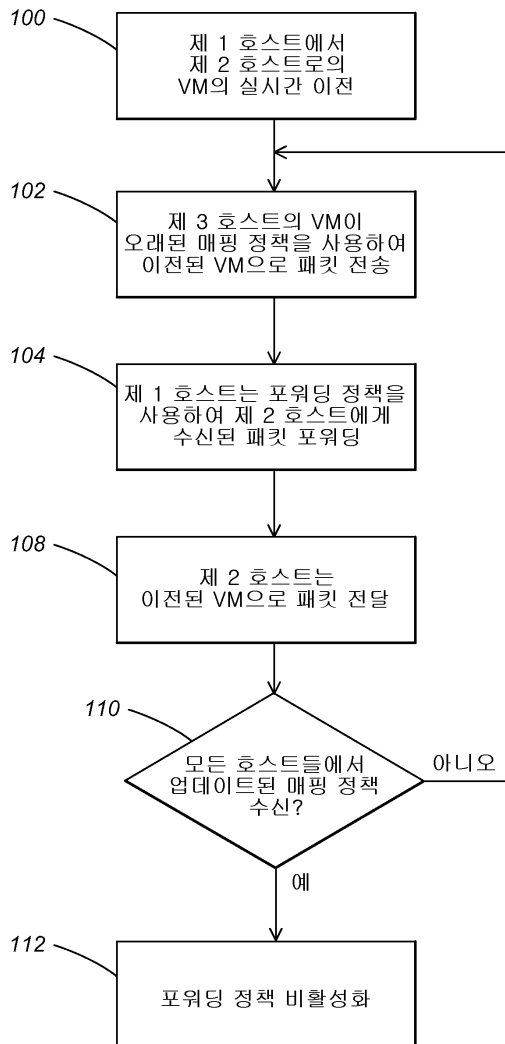 100
제 1 호스트에서
제 2 호스트로의
VM의 실시간 이전
102
제 3 호스트의 VM이
오래된 매핑 정책을 사용하여
이전된 VM으로 패킷 전송
104
제 1 호스트는 포워딩 정책을
사용하여 제 2 호스트에게
수신된 패킷 포워딩
108
제 2 호스트는
이전된 VM으로 패킷 전달
110
모든 호스트들에서
업데이트된 매핑 정책
수신?
아니오
예
112
포워딩 정책 비활성화